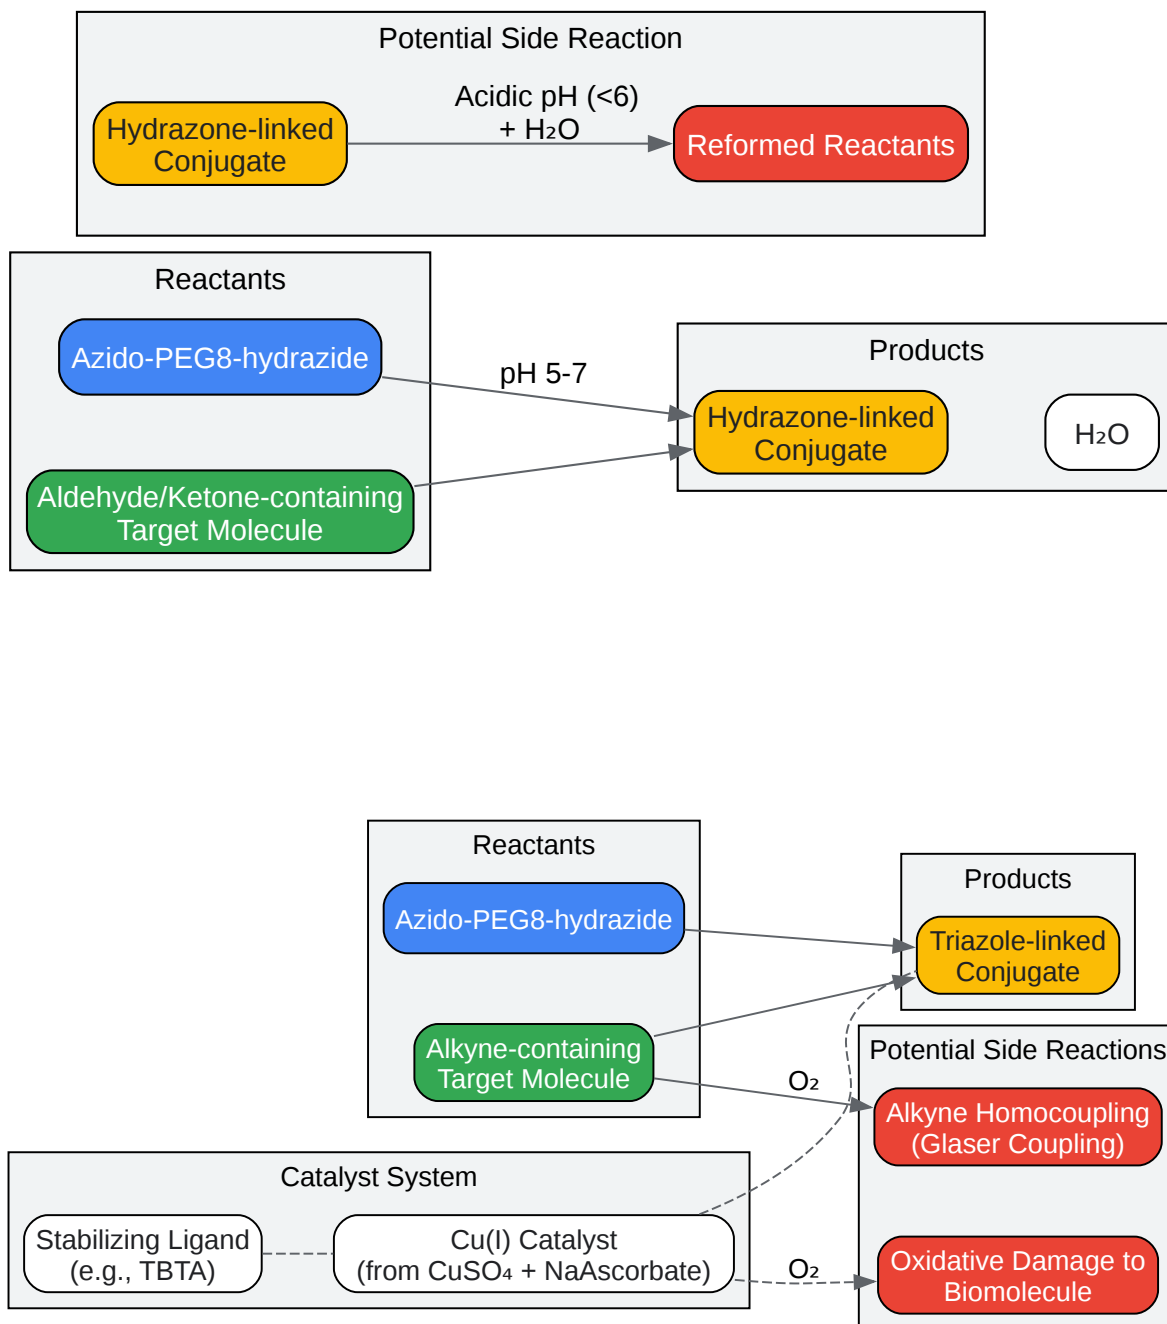 Potential Side Reaction
Hydrazone-linked
Conjugate
Acidic pH (<6)
+ H₂O
Reformed Reactants
Reactants
Azido-PEG8-hydrazide
Aldehyde/Ketone-containing
Target Molecule
pH 5-7
Products
Hydrazone-linked
Conjugate
H₂O
Reactants
Azido-PEG8-hydrazide
Alkyne-containing
Target Molecule
Products
Triazole-linked
Conjugate
Potential Side Reactions
O₂
Alkyne Homocoupling
(Glaser Coupling)
Catalyst System
Stabilizing Ligand
(e.g., TBTA)
Cu(I) Catalyst
(from CuSO₄ + NaAscorbate)
O₂
Oxidative Damage to
Biomolecule